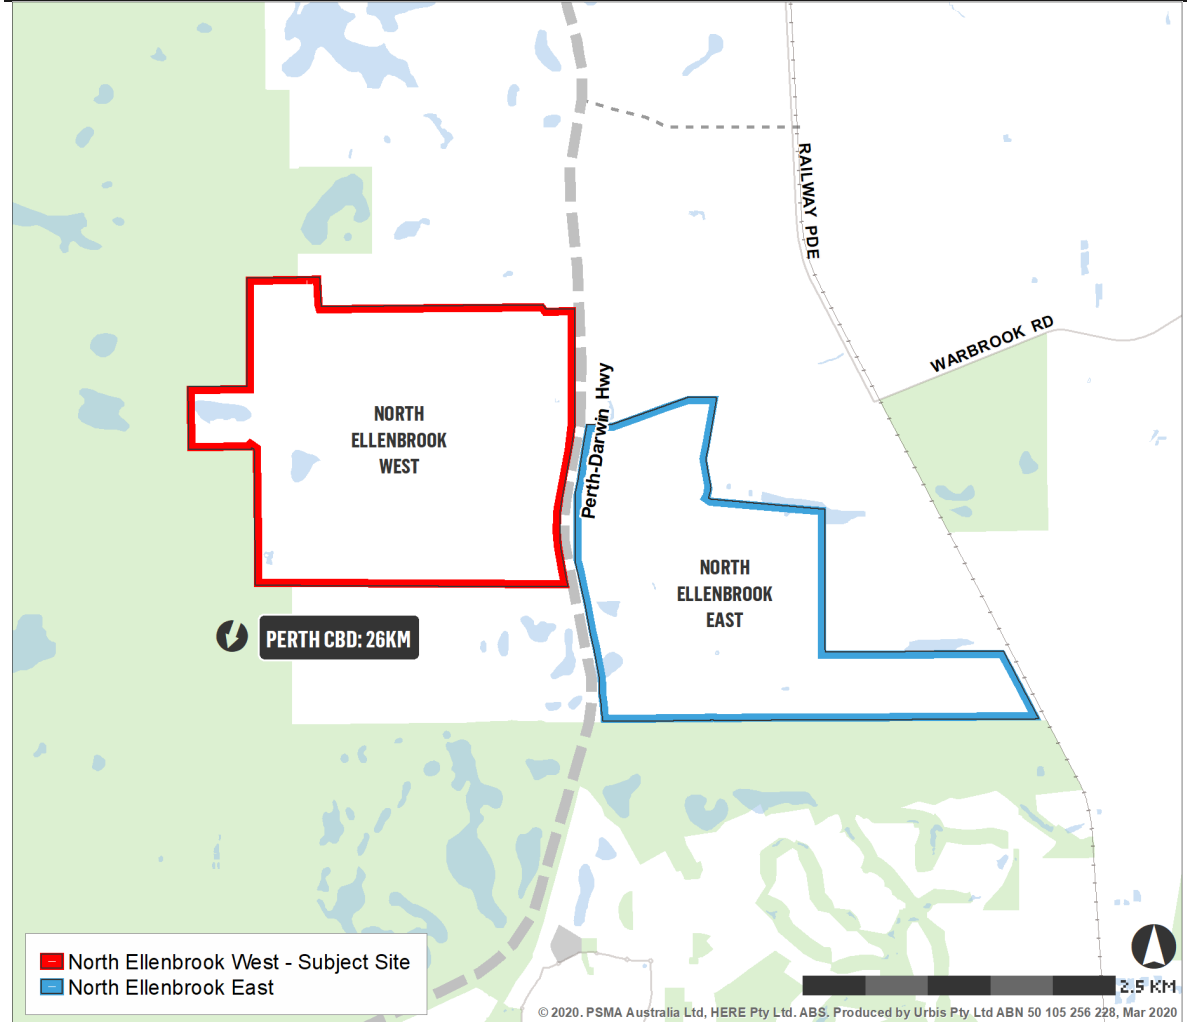 RAILWAY PDE
WARBROOK RD
Perth-Darwin Hwy
NORTH
ELLENBROOK
WEST
NORTH
ELLENBROOK
EAST
PERTH CBD: 26KM
North Ellenbrook West - Subject Site
North Ellenbrook East
2.5 KM
© 2020. PSMA Australia Ltd, HERE Pty Ltd. ABS. Produced by Urbis Pty Ltd ABN 50 105 256 228, Mar 2020